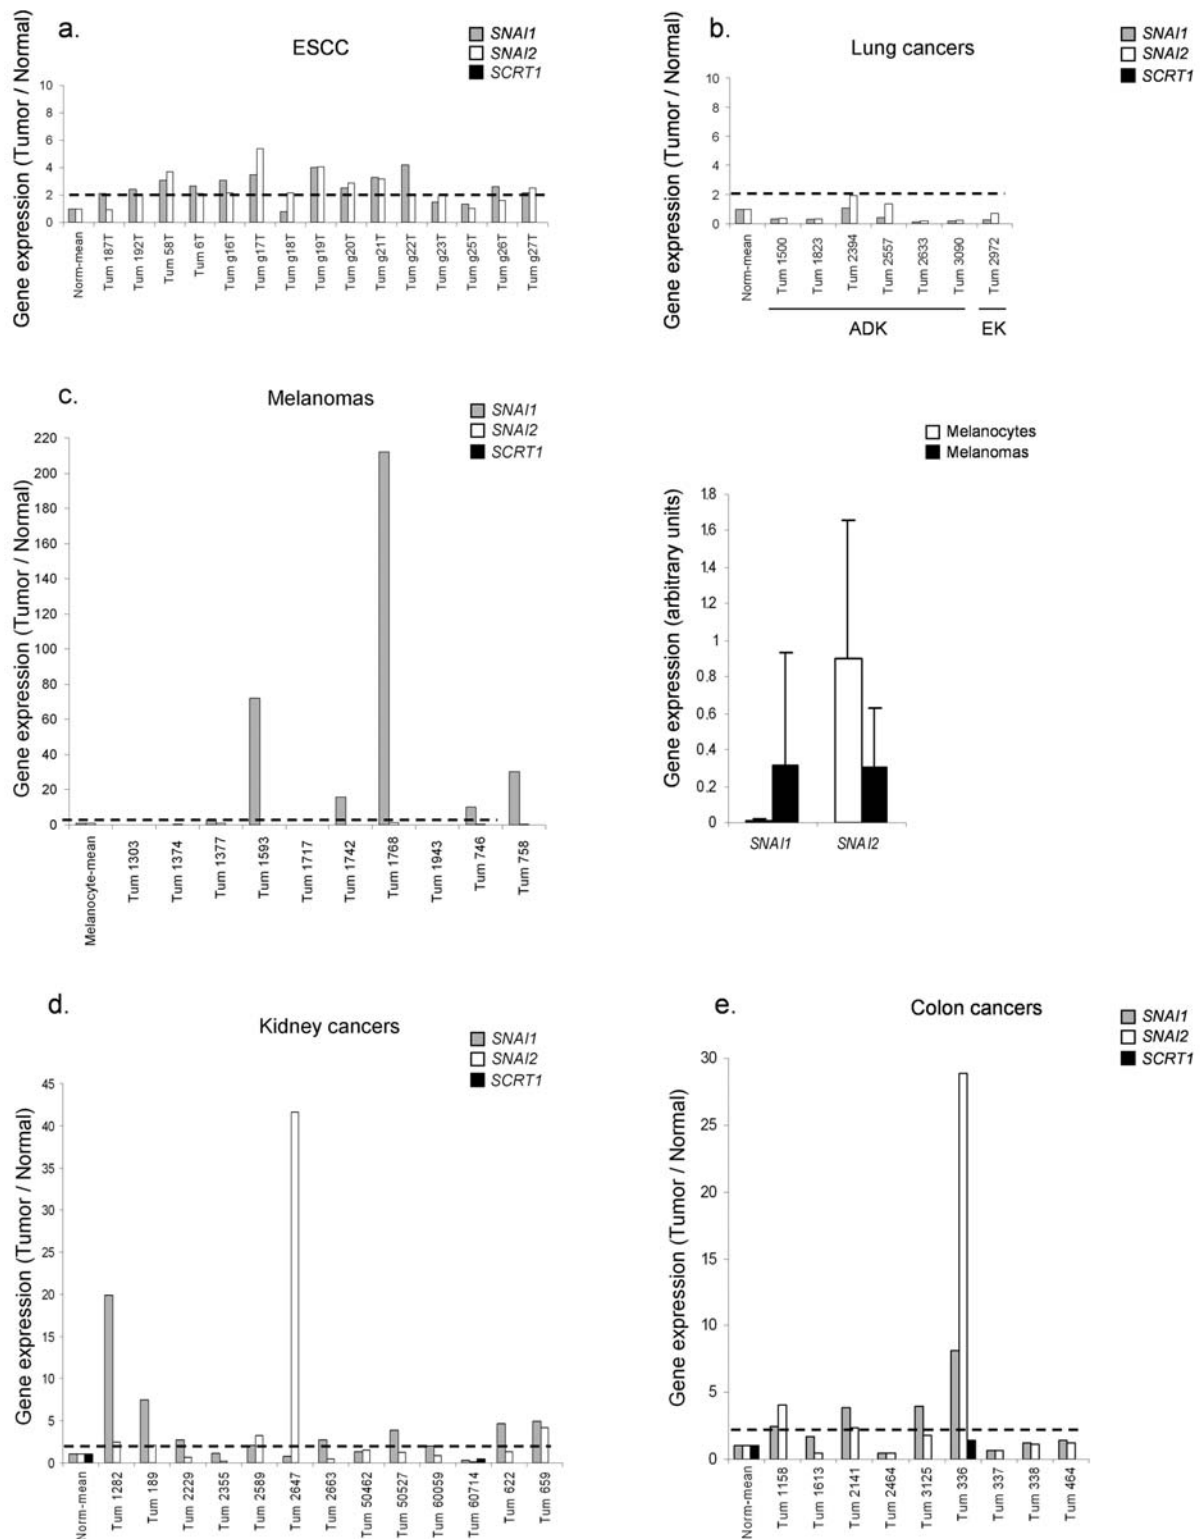 a.
ESCC
SNAI1
SNAI2
SCRT1
Gene expression (Tumor / Normal)
10
8
6
4
2
0
Norm-mean
Tum 187T
Tum 192T
Tum 58T
Tum 6T
Tum g16T
Tum g17T
Tum g18T
Tum g19T
Tum g20T
Tum g21T
Tum g22T
Tum g23T
Tum g25T
Tum g26T
Tum g27T
b.
Lung cancers
SNAI1
SNAI2
SCRT1
Gene expression (Tumor / Normal)
10
8
6
4
2
0
Norm-mean
Tum 1500
Tum 1823
Tum 2394
Tum 2557
Tum 2633
Tum 3090
Tum 2972
ADK
EK
c.
Melanomas
SNAI1
SNAI2
SCRT1
Gene expression (Tumor / Normal)
220
200
180
160
140
120
100
80
60
40
20
0
Melanocyte-mean
Tum 1303
Tum 1374
Tum 1377
Tum 1593
Tum 1717
Tum 1742
Tum 1768
Tum 1943
Tum 746
Tum 758
Melanocytes
Melanomas
Gene expression (arbitrary units)
1.8
1.6
1.4
1.2
1
0.8
0.6
0.4
0.2
0
SNAI1
SNAI2
d.
Kidney cancers
SNAI1
SNAI2
SCRT1
Gene expression (Tumor / Normal)
45
40
35
30
25
20
15
10
5
0
Norm-mean
Tum 1282
Tum 189
Tum 2229
Tum 2355
Tum 2589
Tum 2647
Tum 2663
Tum 50462
Tum 50527
Tum 60059
Tum 60714
Tum 622
Tum 659
e.
Colon cancers
SNAI1
SNAI2
SCRT1
Gene expression (Tumor / Normal)
30
25
20
15
10
5
0
Norm-mean
Tum 1158
Tum 1613
Tum 2141
Tum 2464
Tum 3125
Tum 336
Tum 337
Tum 338
Tum 464